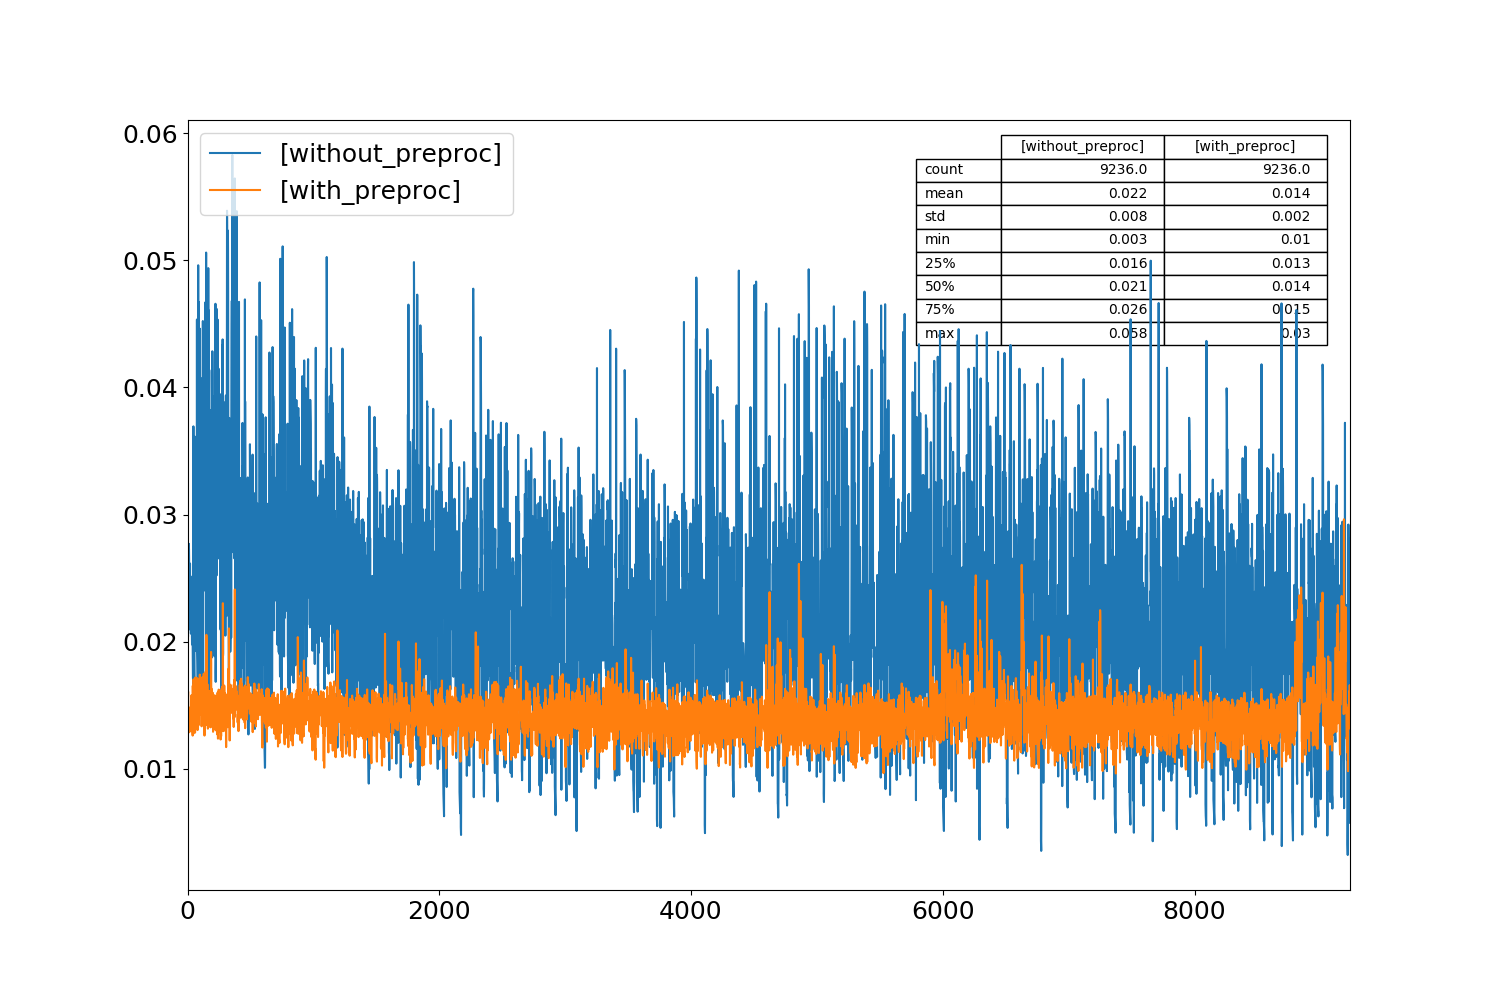 0.06
0.05
0.04
0.03
0.02
0.01
0
2000
4000
6000
8000
[without_preproc]
[with_preproc]
[without_preproc] [with_preproc]
count 9236.0 9236.0
mean 0.022 0.014
std 0.008 0.002
min 0.003 0.01
25% 0.016 0.013
50% 0.021 0.014
75% 0.026 0.015
max 0.058 0.03